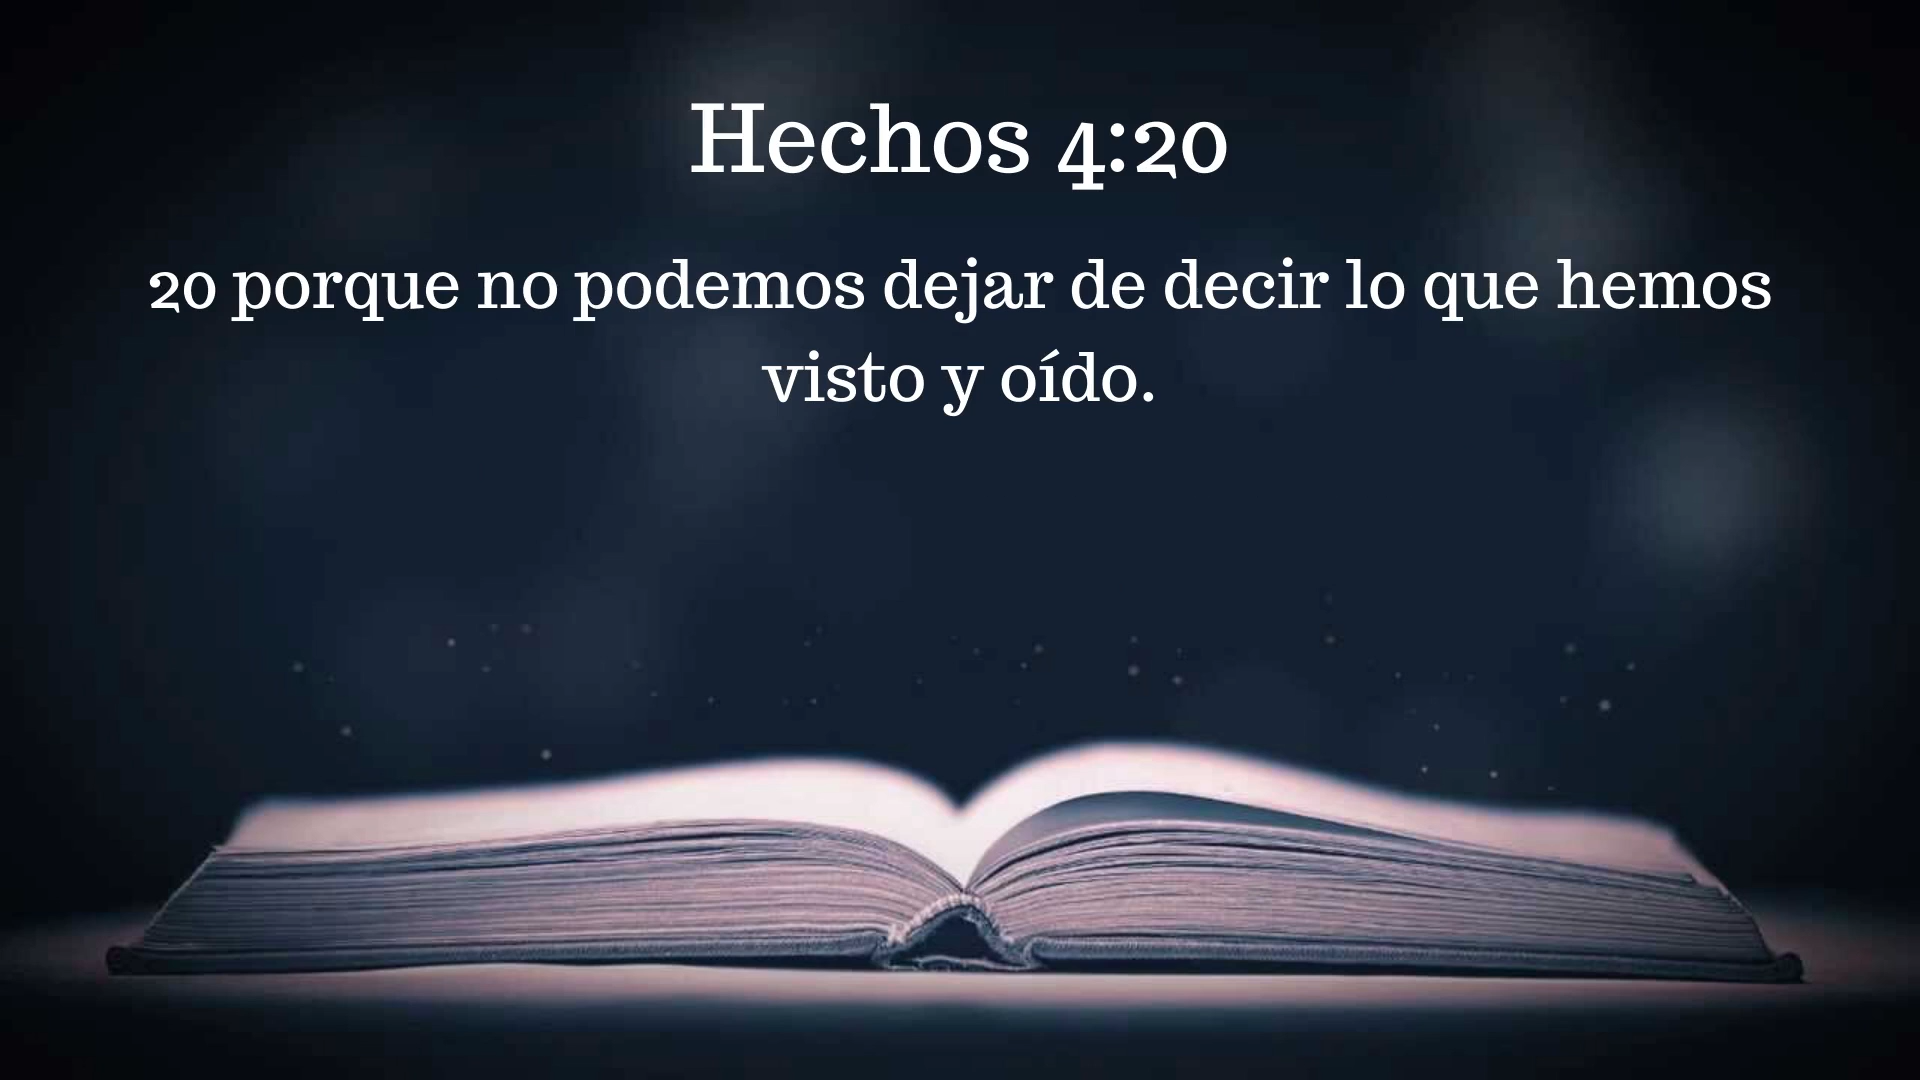 Hechos 4:20
20 porque no podemos dejar de decir lo que hemos
visto y oído.